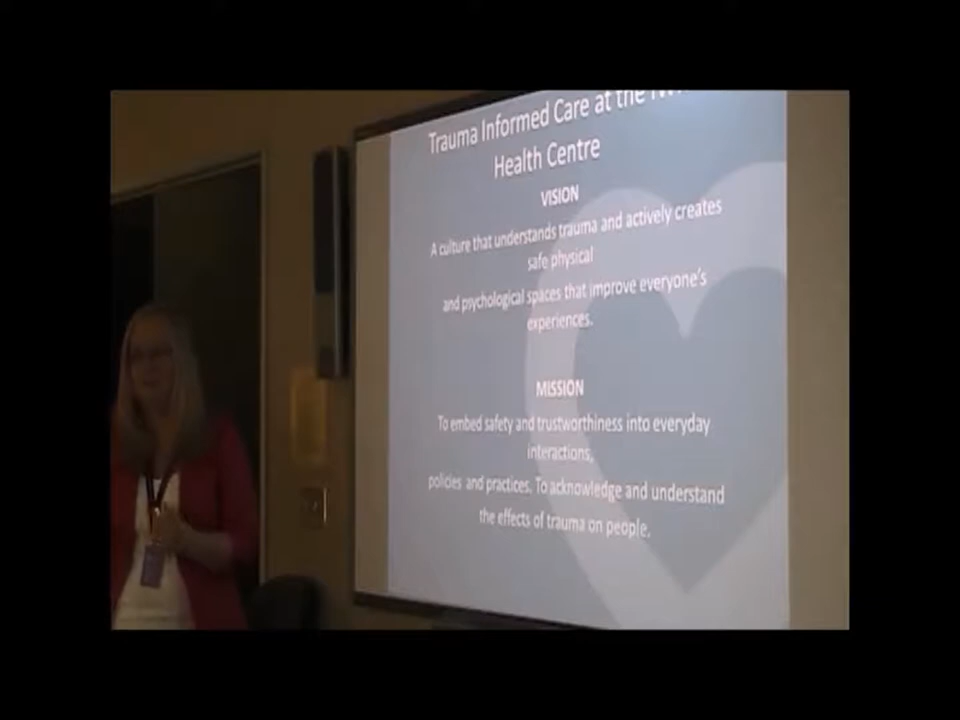 Trauma Informed Care at the
Health Centre
VISION
A culture that understands trauma and actively creates
safe physical
and psychological spaces that improve everyone's
experiences.
MISSION
To embed safety and trustworthiness into everyday
interactions,
policies and practices. To acknowledge and understand
the effects of trauma on people.